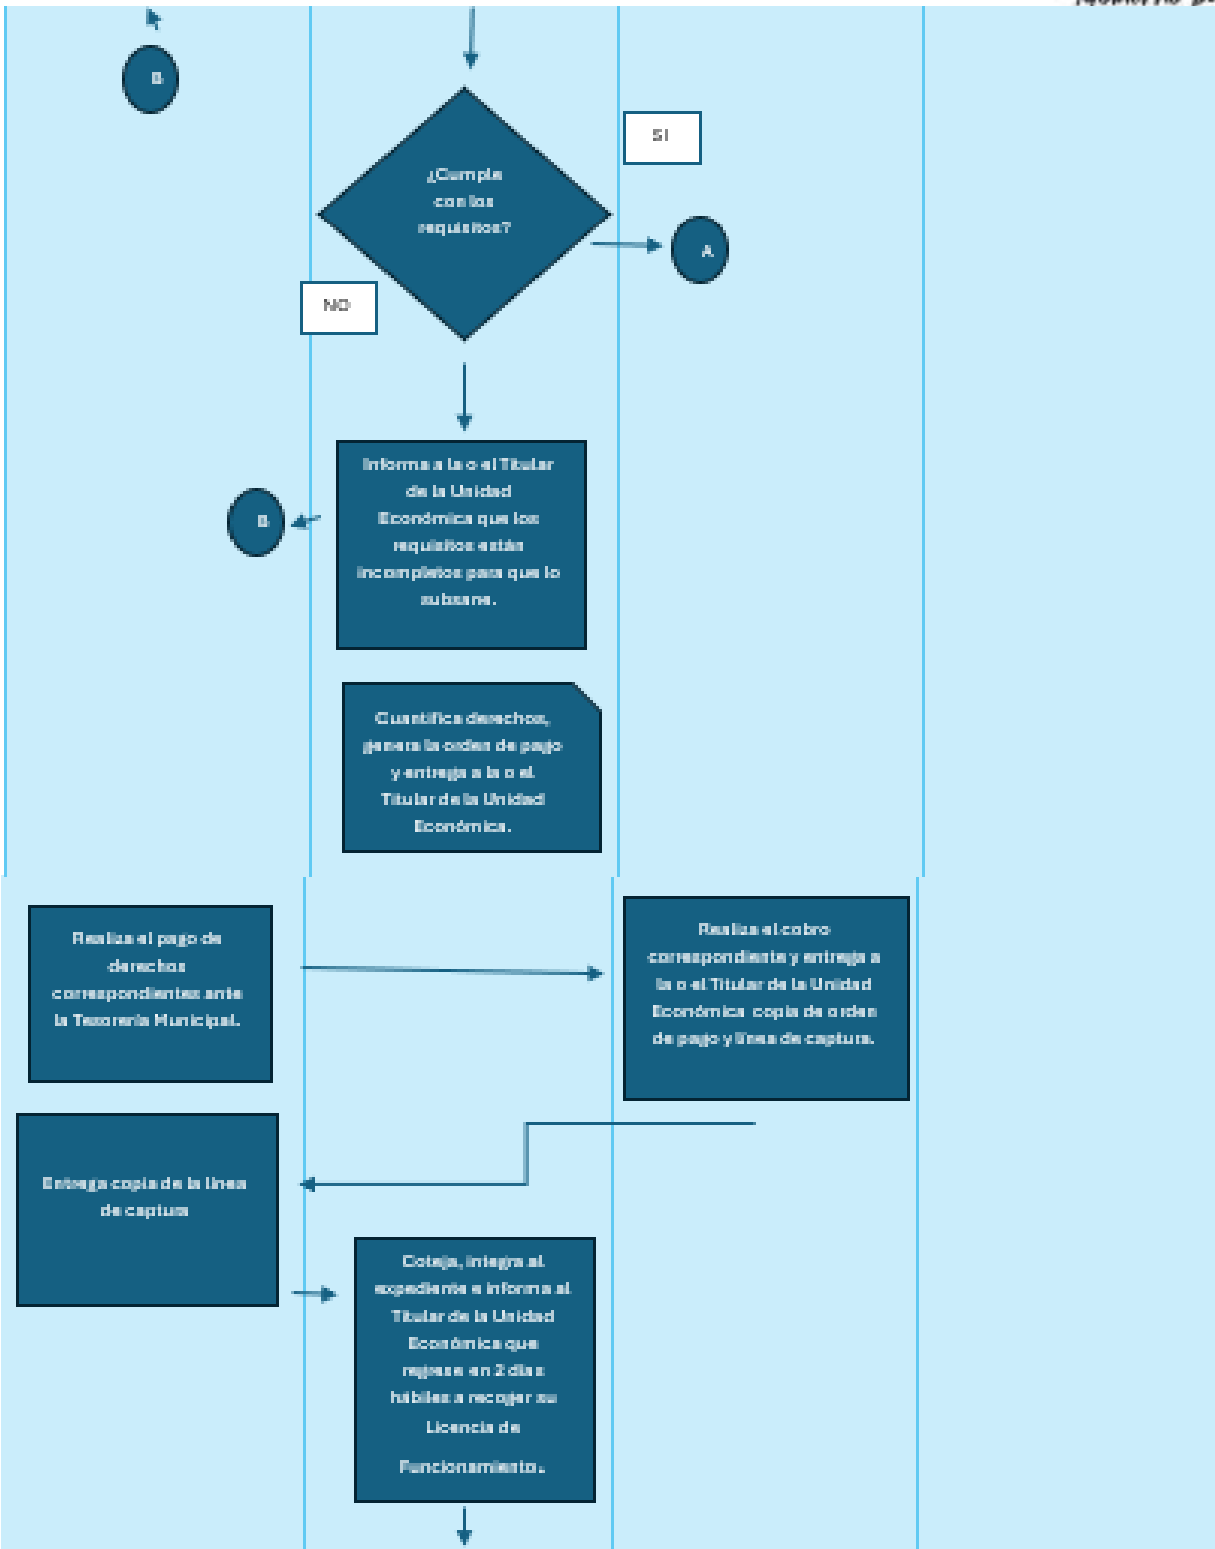 B
¿Cumple
con los
requisitos?
SI
A
NO
Informa a la o el Titular
de la Unidad
Económica que los
requisitos están
incompletos para que lo
subsane.
B
Cuantifica derechos,
genera la orden de pago
y entrega a la o el
Titular de la Unidad
Económica.
Realiza el pago de
derechos
correspondientes ante
la Tesorería Municipal.
Realiza el cobro
correspondiente y entrega a
la o el Titular de la Unidad
Económica copia de orden
de pago y línea de captura.
Entrega copia de la línea
de captura
Coteja, integra al
expediente e informa al
Titular de la Unidad
Económica que
regrese en 2 días
hábiles a recoger su
Licencia de
Funcionamiento.